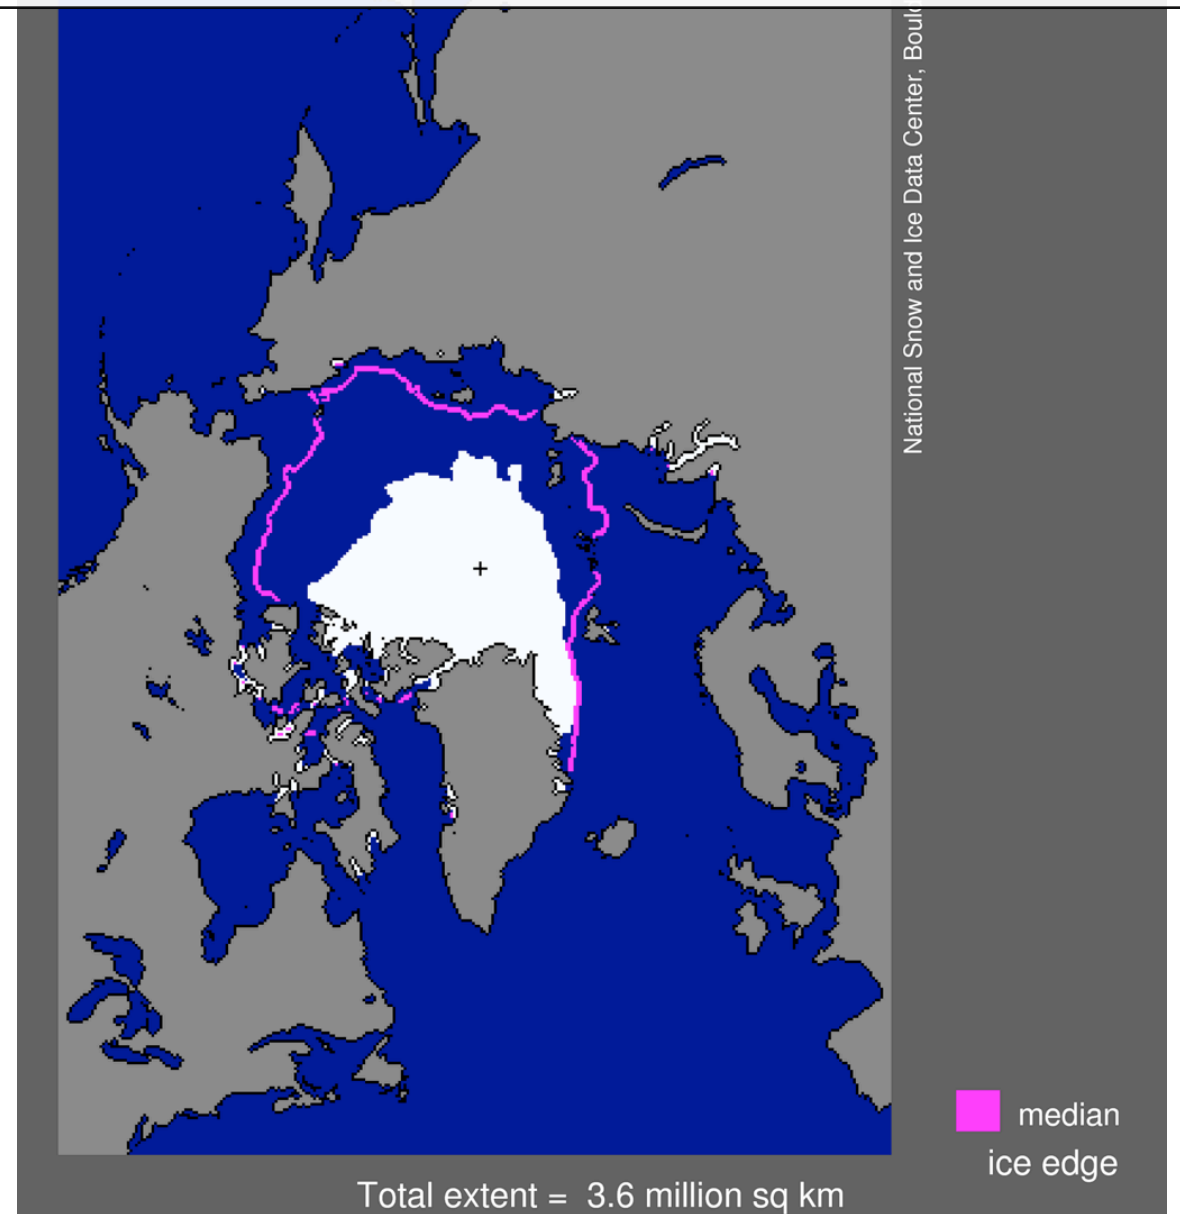 National Snow and Ice Data Center,
median
ice edge
Total extent = 3.6 million sq km